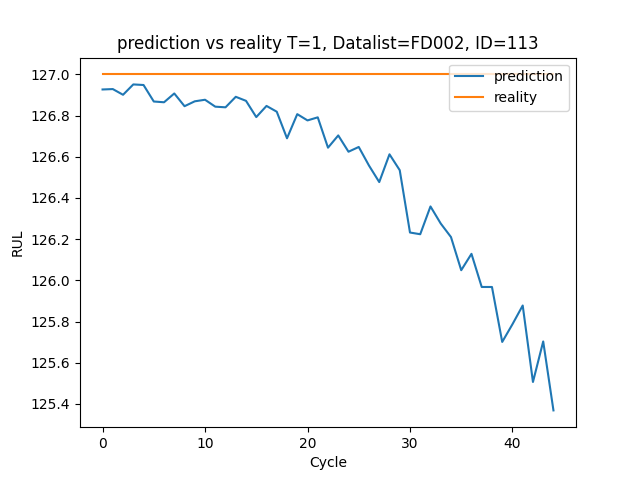 prediction vs reality T=1, Datalist=FD002, ID=113
127.0
126.8
126.6
126.4
126.2
126.0
125.8
125.6
125.4
RUL
prediction
reality
0 10 20 30 40
Cycle